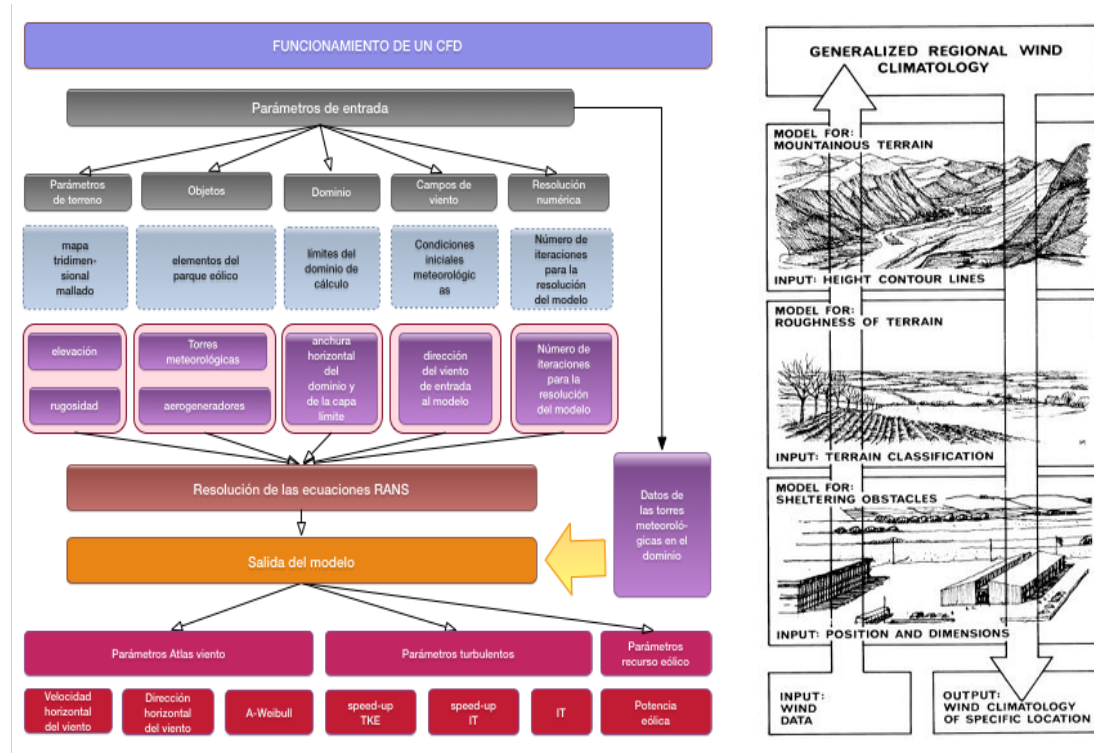 FUNCIONAMIENTO DE UN CFD
Parámetros de entrada
Parámetros
de terreno
Objetos
Dominio
Campos de
viento
Resolución
numérica
mapa
tridimen-
sional
mallado
elementos del
parque eólico
límites del
dominio de
cálculo
Condiciones
iniciales
meteorológic
as
Número de
iteraciones
para la
resolución
del modelo
elevación
rugosidad
Torres
meteorológicas
aerogeneradores
anchura
horizontal
del
dominio y
de la capa
límite
dirección
del viento
de entrada
al modelo
Número de
iteraciones
para la
resolución
del modelo
Resolución de las ecuaciones RANS
Datos de
las torres
meteoroló-
gicas en el
dominio
Salida del modelo
Parámetros Atlas viento
Parámetros turbulentos
Parámetros
recurso eólico
Velocidad
horizontal
del viento
Dirección
horizontal
del viento
A-Weibull
speed-up
TKE
speed-up
IT
IT
Potencia
eólica
GENERALIZED REGIONAL WIND
CLIMATOLOGY
MODEL FOR:
MOUNTAINOUS TERRAIN
INPUT: HEIGHT CONTOUR LINES
MODEL FOR:
ROUGHNESS OF TERRAIN
INPUT: TERRAIN CLASSIFICATION
MODEL FOR:
SHELTERING OBSTACLES
INPUT: POSITION AND DIMENSIONS
INPUT:
WIND
DATA
OUTPUT:
WIND CLIMATOLOGY
OF SPECIFIC LOCATION